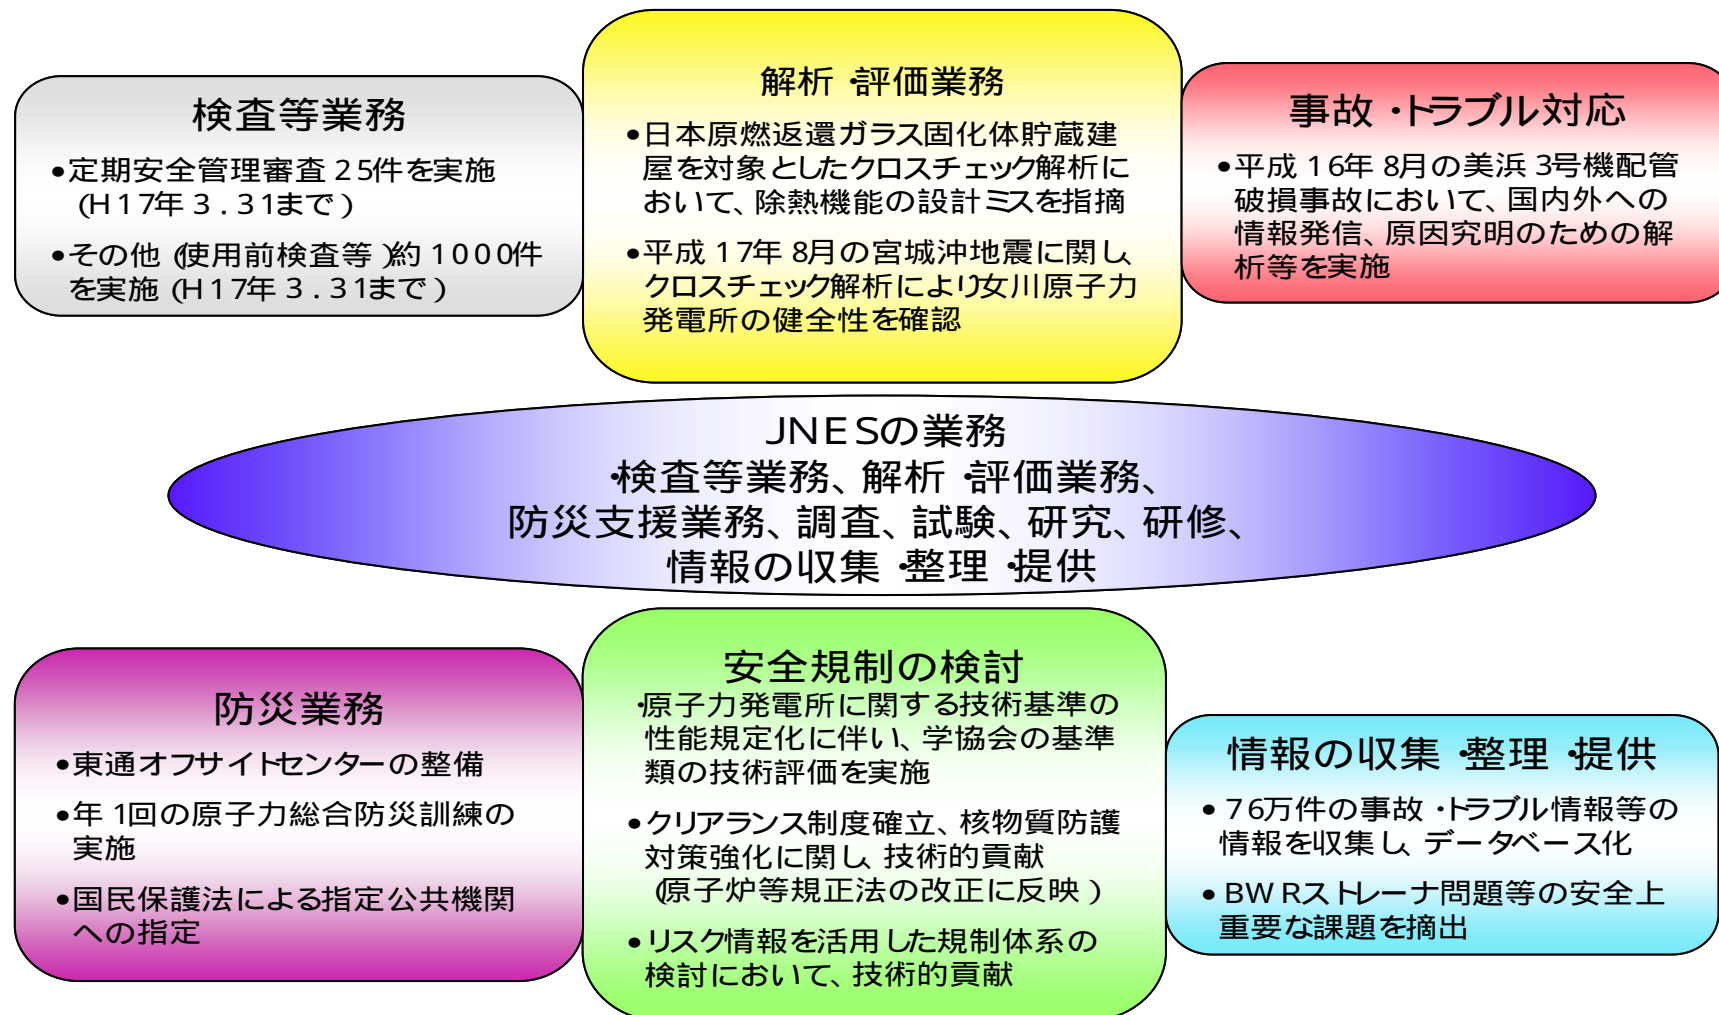 検査等業務
•定期安全管理審査25件を実施
(H17年3.31まで)
•その他(使用前検査等)約1000件
を実施(H17年3.31まで)
解析・評価業務
•日本原燃返還ガラス固化体貯蔵建
屋を対象としたクロスチェック解析に
おいて、除熱機能の設計ミスを指摘
•平成17年8月の宮城沖地震に関し、
クロスチェック解析により女川原子力
発電所の健全性を確認
事故・トラブル対応
•平成16年8月の美浜3号機配管
破損事故において、国内外への
情報発信、原因究明のための解
析等を実施
JNESの業務
・検査等業務、解析・評価業務、
防災支援業務、調査、試験、研究、研修、
情報の収集・整理・提供
防災業務
•東通オフサイトセンターの整備
•年1回の原子力総合防災訓練の
実施
•国民保護法による指定公共機関
への指定
安全規制の検討
・原子力発電所に関する技術基準の
性能規定化に伴い、学協会の基準
類の技術評価を実施
•クリアランス制度確立、核物質防護
対策強化に関し、技術的貢献
(原子炉等規正法の改正に反映)
•リスク情報を活用した規制体系の
検討において、技術的貢献
情報の収集・整理・提供
•76万件の事故・トラブル情報等の
情報を収集し、データベース化
•BWRストレーナ問題等の安全上
重要な課題を摘出